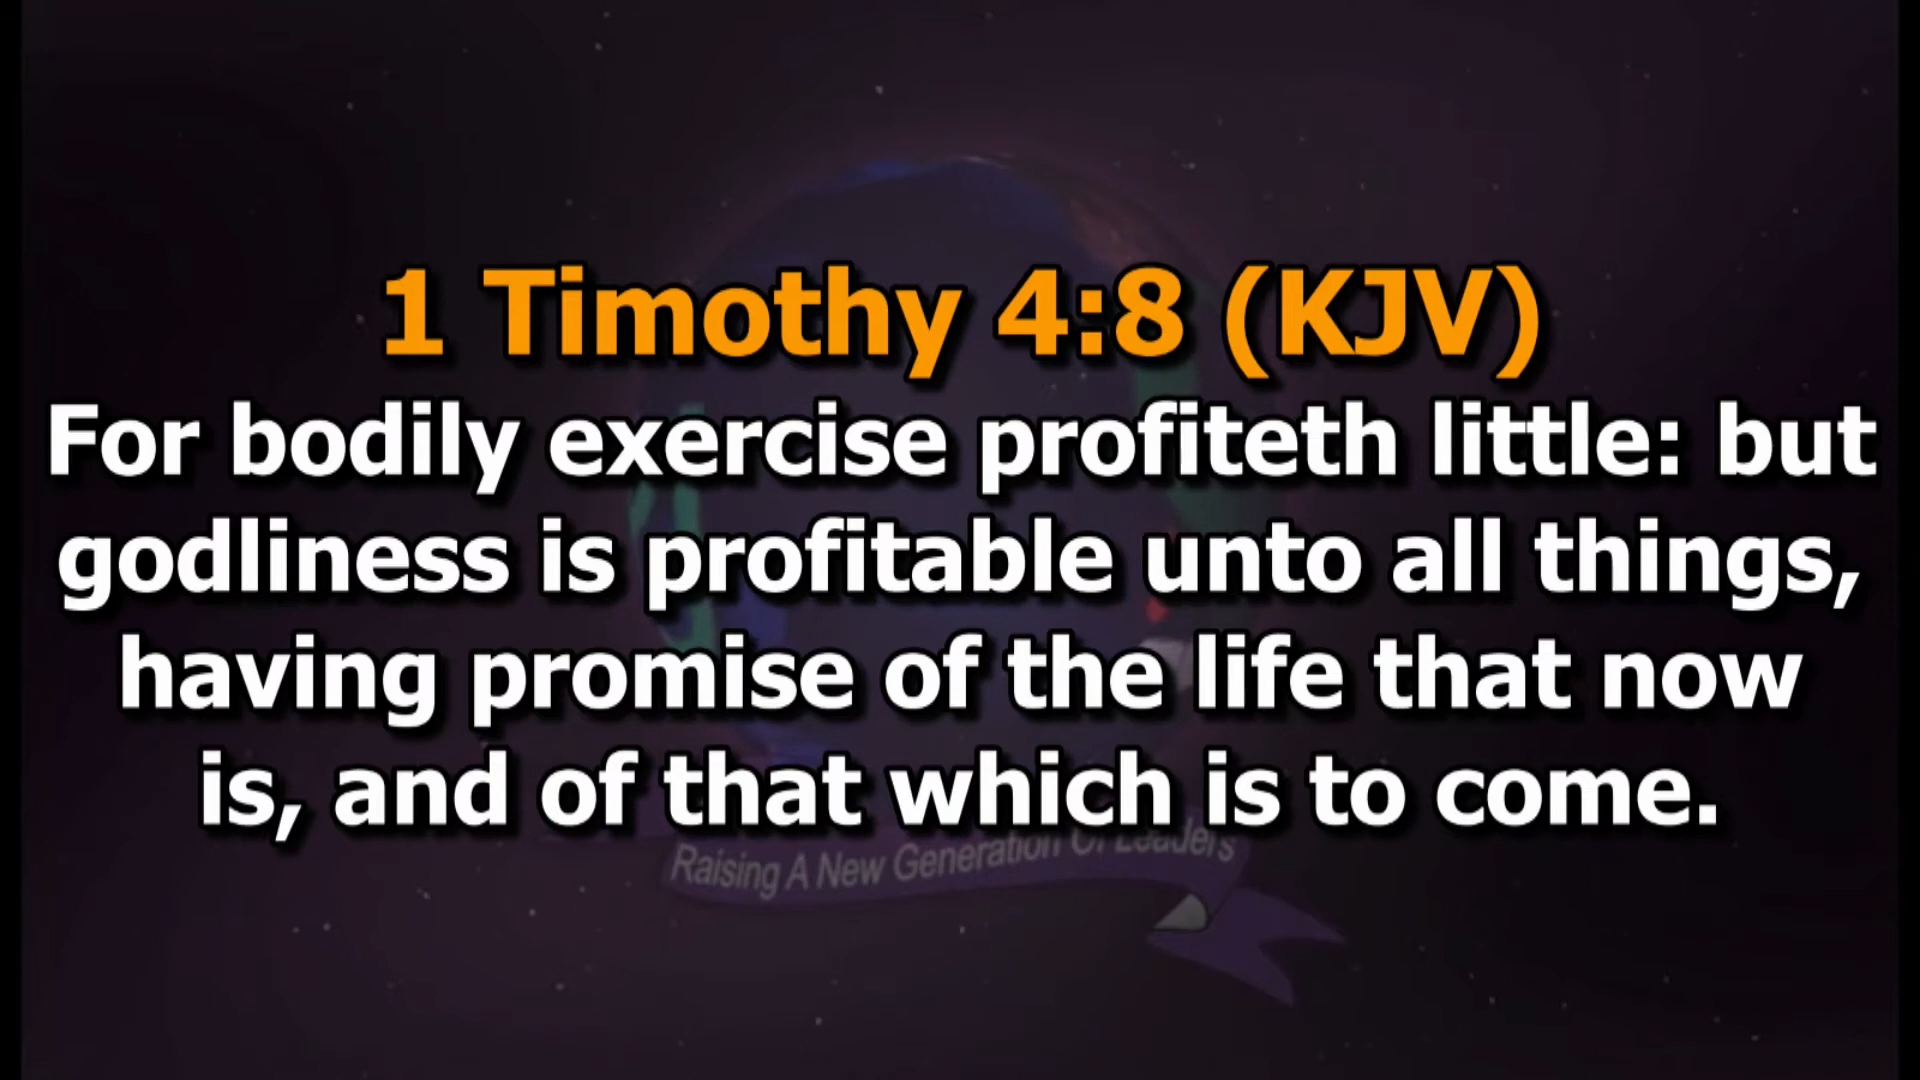 1 Timothy 4:8 (KJV)
For bodily exercise profiteth little: but
godliness is profitable unto all things,
having promise of the life that now
is, and of that which is to come.
Raising A New Generation Of Leaders